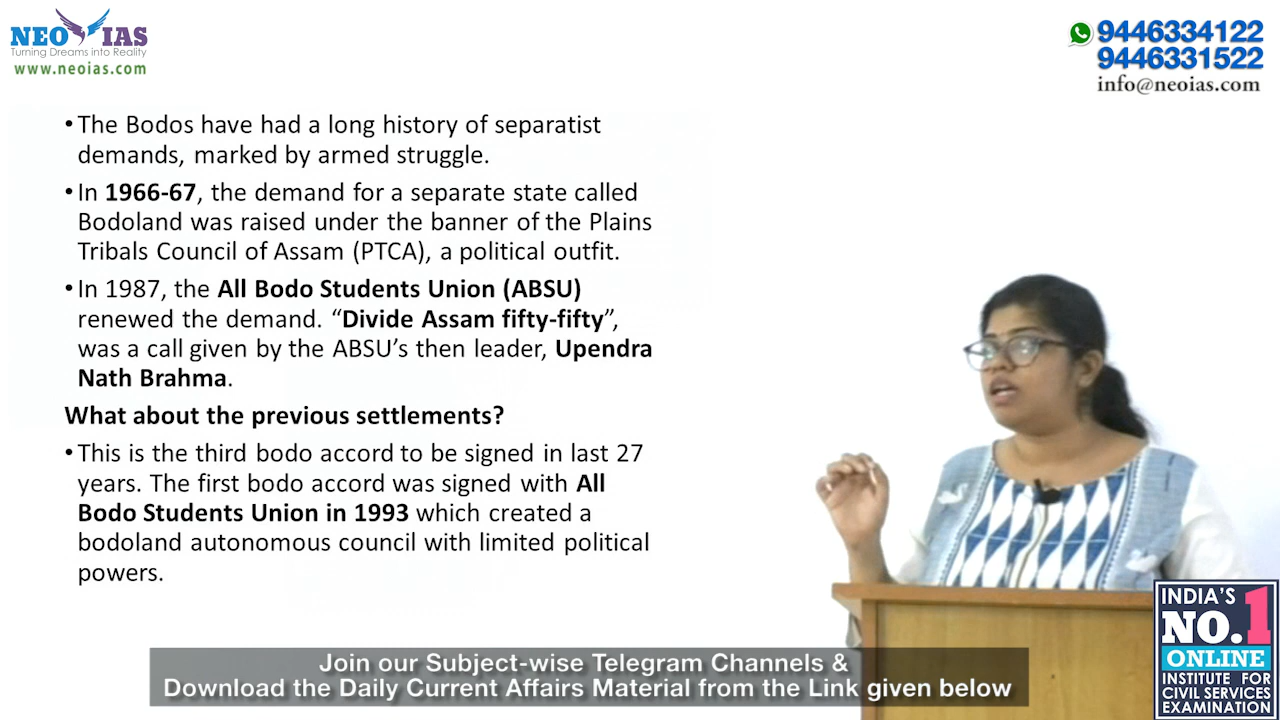 NEO IAS
Turning Dreams into Reality
www.neoias.com
9446334122
9446331522
info@neoias.com
•The Bodos have had a long history of separatist
demands, marked by armed struggle.
•In 1966-67, the demand for a separate state called
Bodoland was raised under the banner of the Plains
Tribals Council of Assam (PTCA), a political outfit.
•In 1987, the All Bodo Students Union (ABSU)
renewed the demand. “Divide Assam fifty-fifty”,
was a call given by the ABSU’s then leader, Upendra
Nath Brahma.
What about the previous settlements?
•This is the third bodo accord to be signed in last 27
years. The first bodo accord was signed with All
Bodo Students Union in 1993 which created a
bodoland autonomous council with limited political
powers.
INDIA'S
NO.1
ONLINE
INSTITUTE FOR
CIVIL SERVICES
EXAMINATION
Join our Subject-wise Telegram Channels &
Download the Daily Current Affairs Material from the Link given below